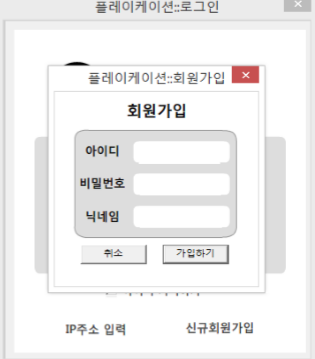 플레이케이션::로그인
플레이케이션::회원가입
회원가입
아이디
비밀번호
닉네임
취소
가입하기
IP주소 입력
신규회원가입